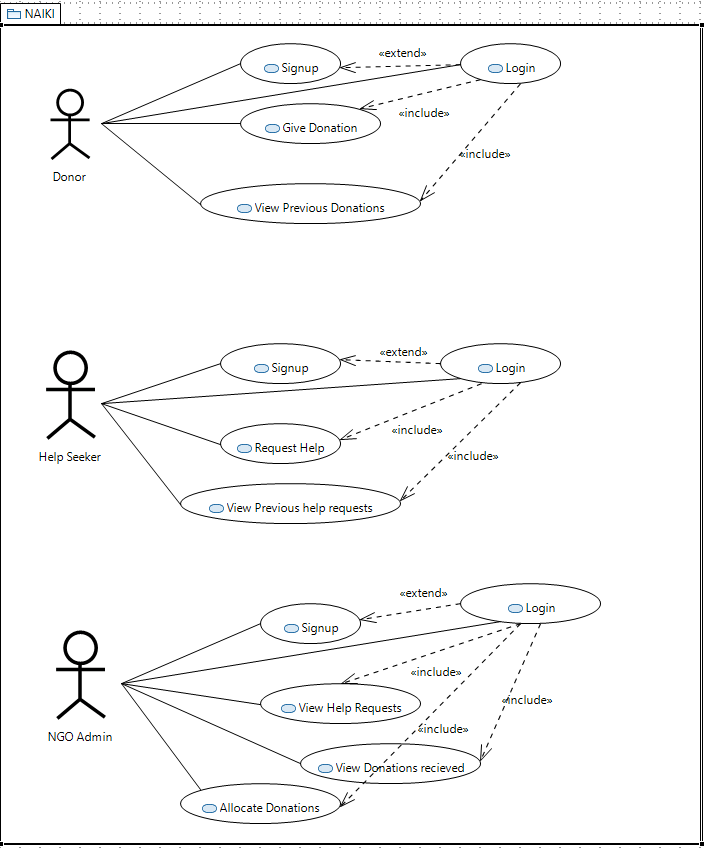 NAIKI
«extend»
Signup
Login
«include»
Give Donation
«include»
Donor
View Previous Donations
«extend»
Signup
Login
«include»
Request Help
Help Seeker
«include»
View Previous help requests
«extend»
Login
Signup
«include»
View Help Requests
«include»
«include»
NGO Admin
View Donations recieved
Allocate Donations